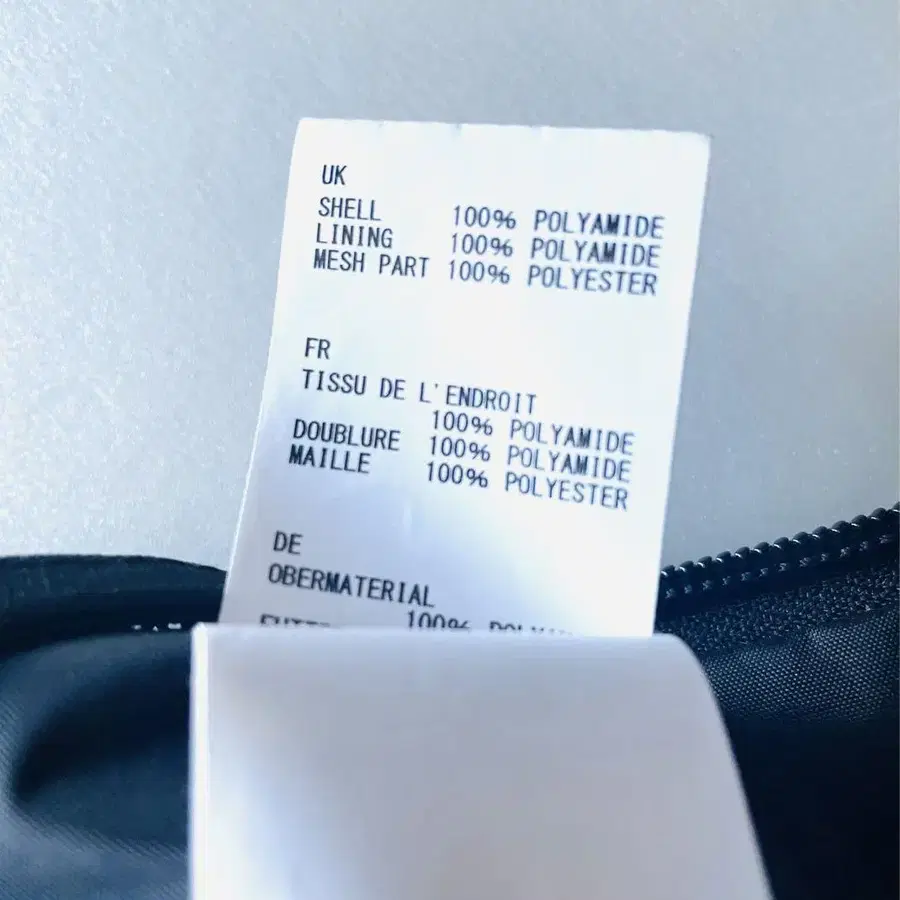 UK
SHELL 100% POLYAMIDE
LINING 100% POLYAMIDE
MESH PART 100% POLYESTER
FR
TISSU DE L'ENDROIT
100% POLYAMIDE
DOUBLURE 100% POLYAMIDE
MAILLE 100% POLYESTER
DE
OBERMATERIAL
100%